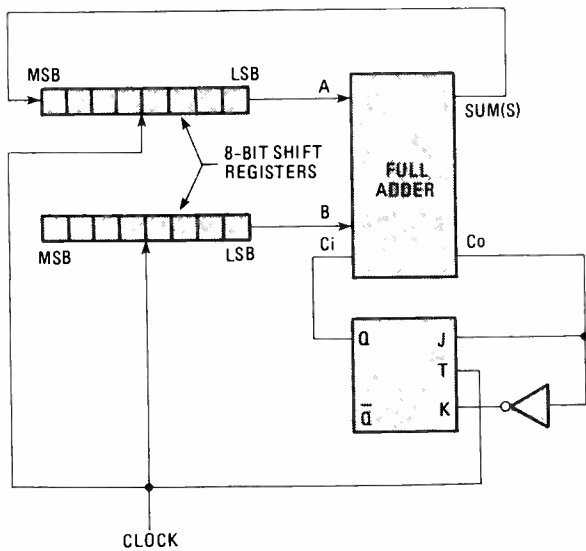 MSB
LSB
A
SUM(S)
8-BIT SHIFT
REGISTERS
FULL
ADDER
B
MSB
LSB
Ci
Co
Q
J
T
Q̅
K
CLOCK